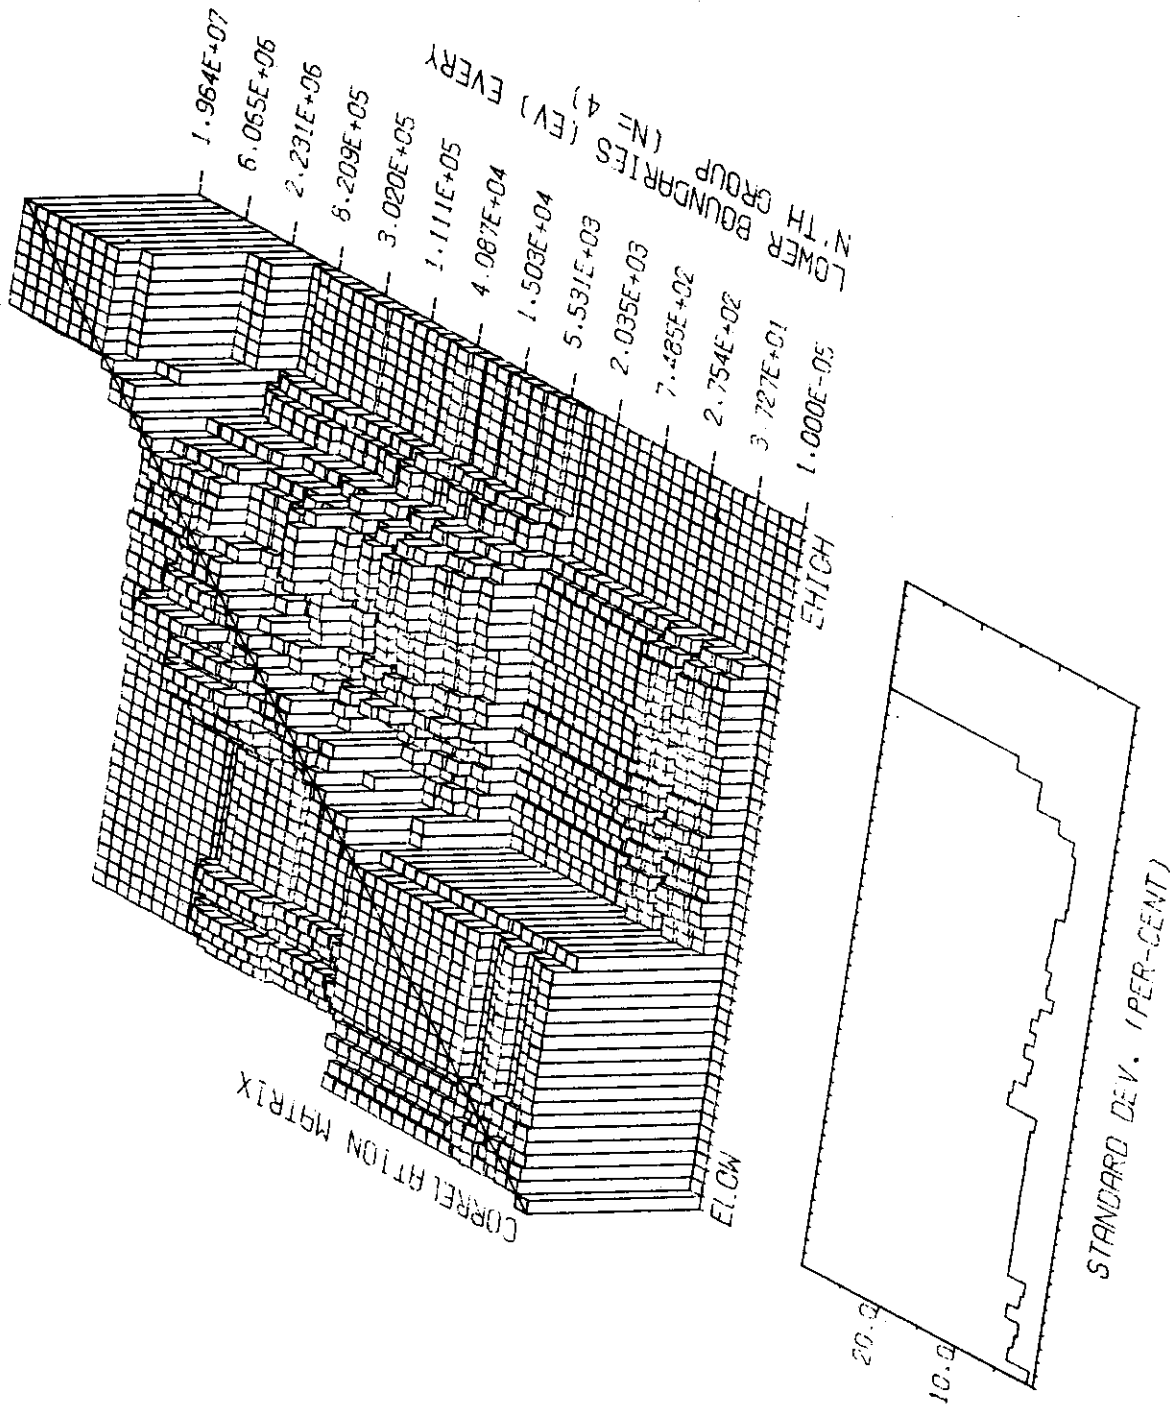 1.964E+07
6.065E+06
2.231E+06
8.209E+05
3.020E+05
1.111E+05
4.087E+04
1.503E+04
5.531E+03
2.035E+03
7.485E+02
2.754E+02
3.727E+01
1.000E-05
LOWER BOUNDARIES (EV) EVERY
N'TH GROUP (N= 4)
CORRELATION MATRIX
ELOW
EHIGH
20.0
10.0
STANDARD DEV. (PER-CENT)